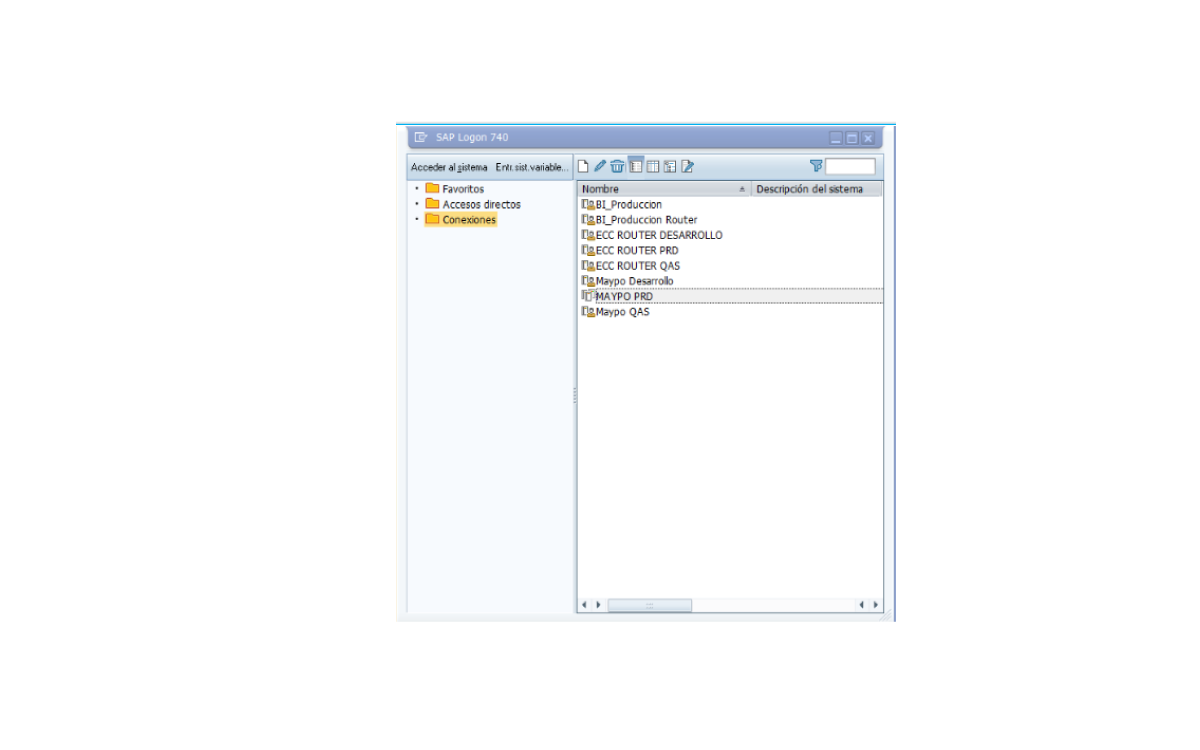 SAP Logon 740
Acceder al sistema Entr.sist.variable...
Favoritos
Accesos directos
Conexiones
Nombre Descripción del sistema
BI_Produccion
BI_Produccion Router
ECC ROUTER DESARROLLO
ECC ROUTER PRD
ECC ROUTER QAS
Maypo Desarrollo
MAYPO PRD
Maypo QAS